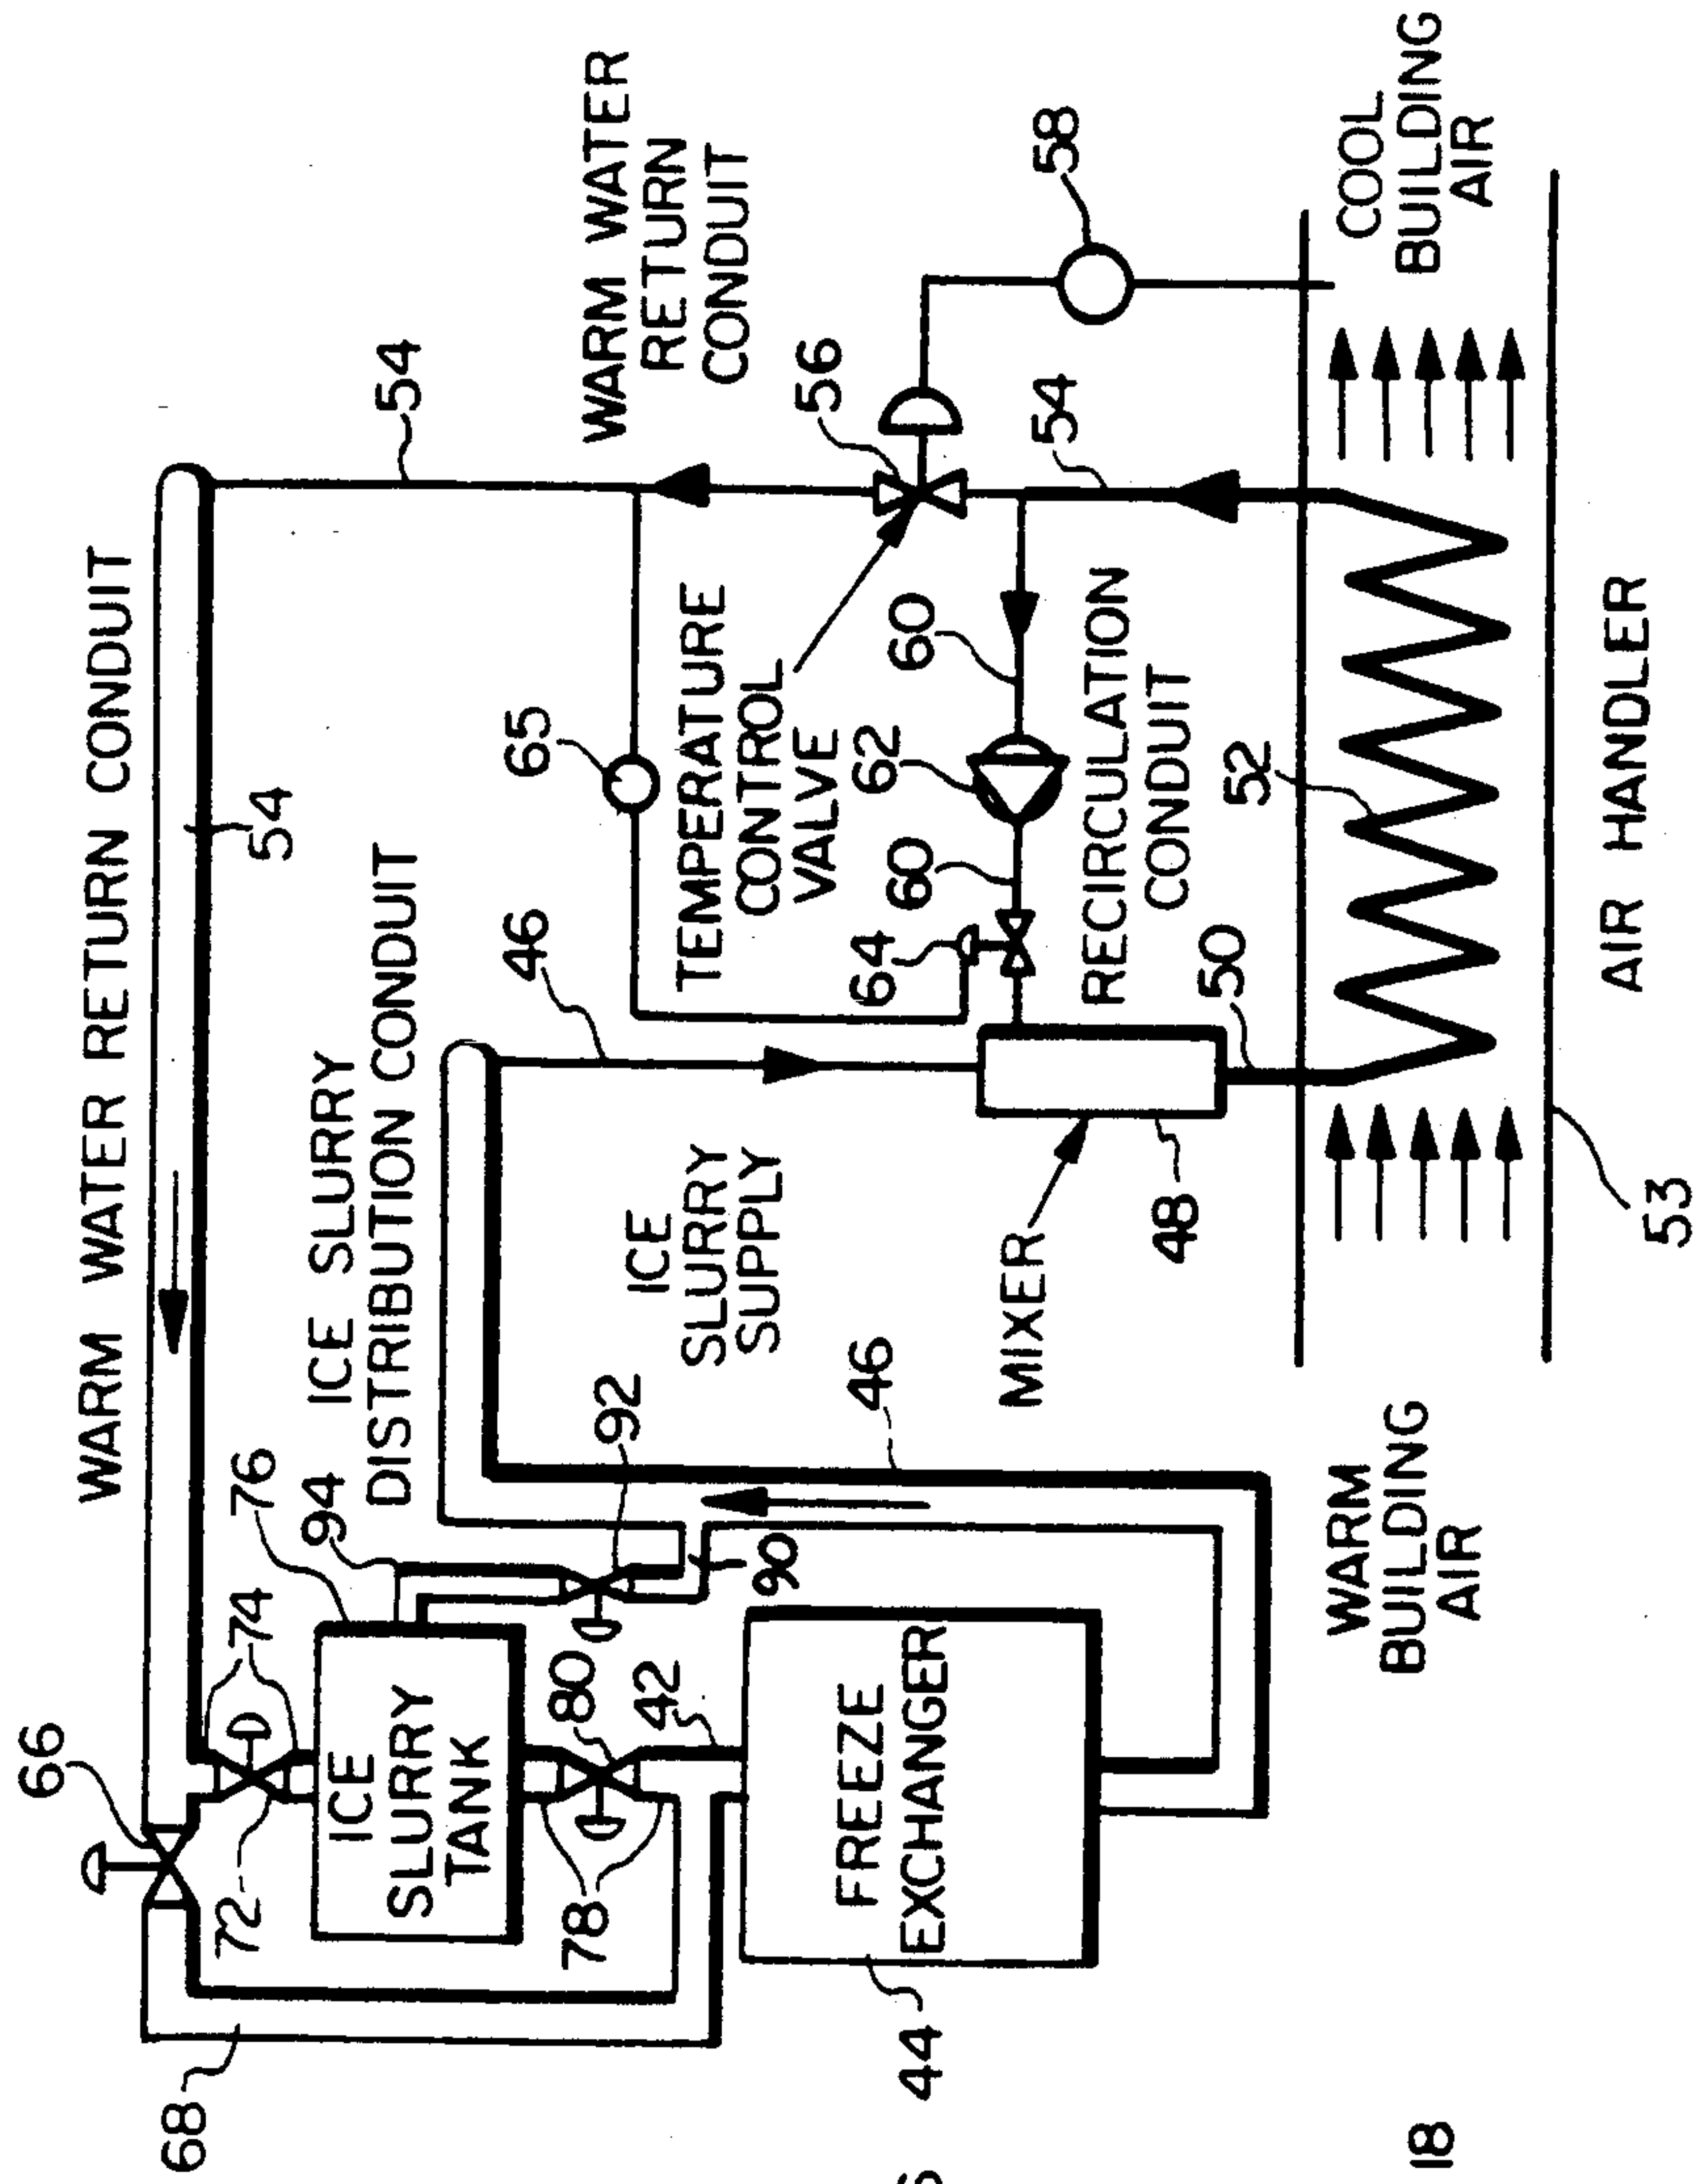 WARM WATER RETURN CONDUIT
54
54
WARM WATER
RETURN
CONDUIT
ICE SLURRY
DISTRIBUTION CONDUIT
46
65
TEMPERATURE
CONTROL
VALVE
56
58
54
60
62
60
64
RECIRCULATION
CONDUIT
50
52
ICE
SLURRY
SUPPLY
MIXER
48
46
66
74
76
94
92
72
ICE
SLURRY
TANK
80
42
78
90
68
FREEZE
EXCHANGER
44
WARM
BUILDING
AIR
COOL
BUILDING
AIR
AIR HANDLER
53
18